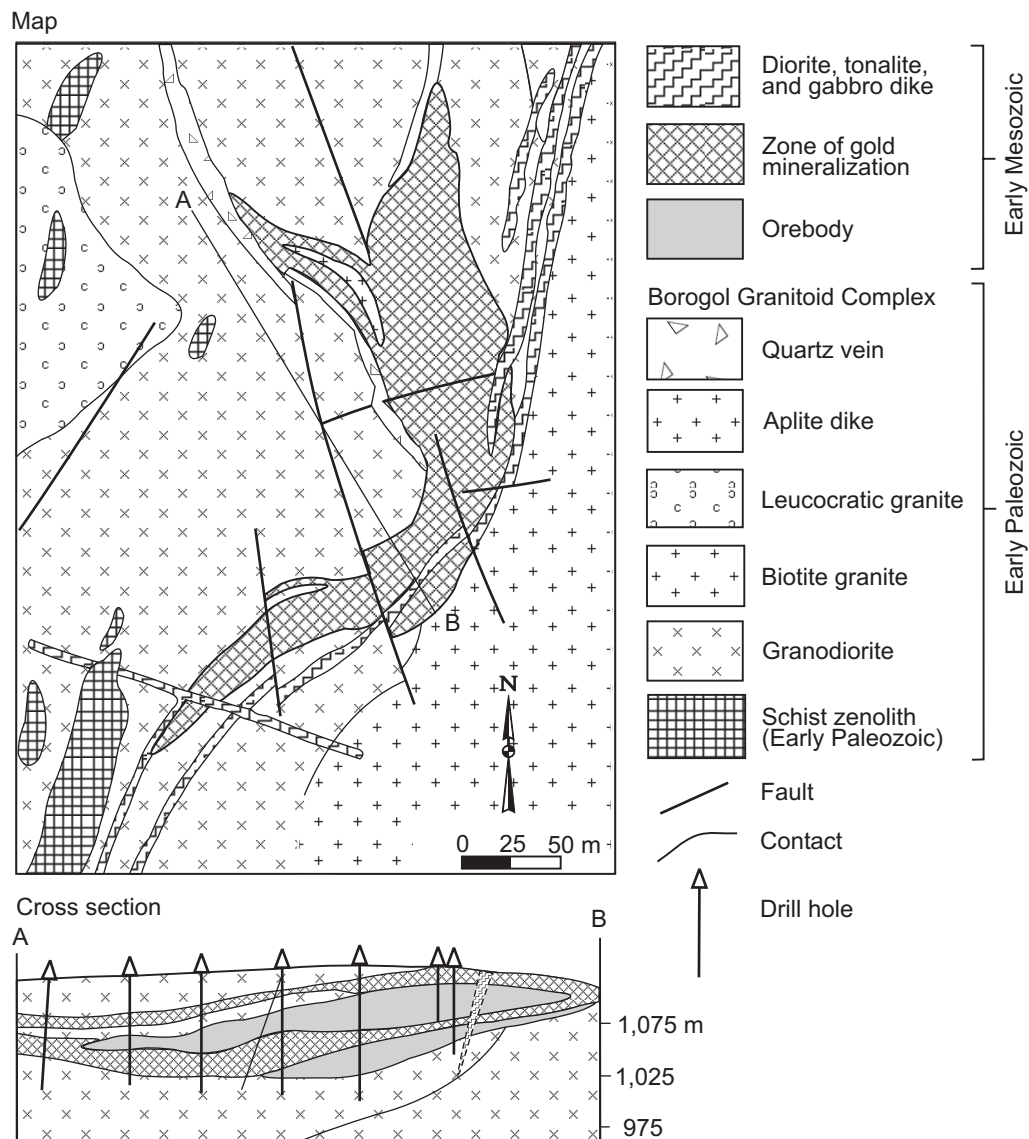 Map
A
B
N
0 25 50 m
Diorite, tonalite,
and gabbro dike
Zone of gold
mineralization
Orebody
Early Mesozoic
Borogol Granitoid Complex
Quartz vein
Aplite dike
Leucocratic granite
Biotite granite
Granodiorite
Schist zenolith
(Early Paleozoic)
Early Paleozoic
Fault
Contact
Drill hole
Cross section
A
B
1,075 m
1,025
975